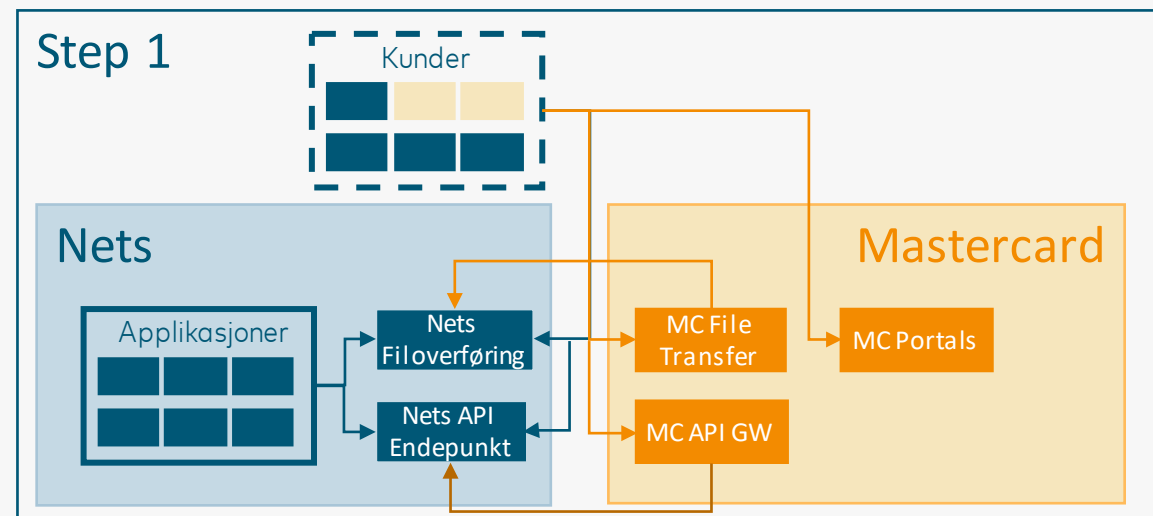 Step 1
Kunder
Nets
Mastercard
Applikasjoner
Nets
Filoverføring
MC File
Transfer
MC Portals
Nets API
Endepunkt
MC API GW